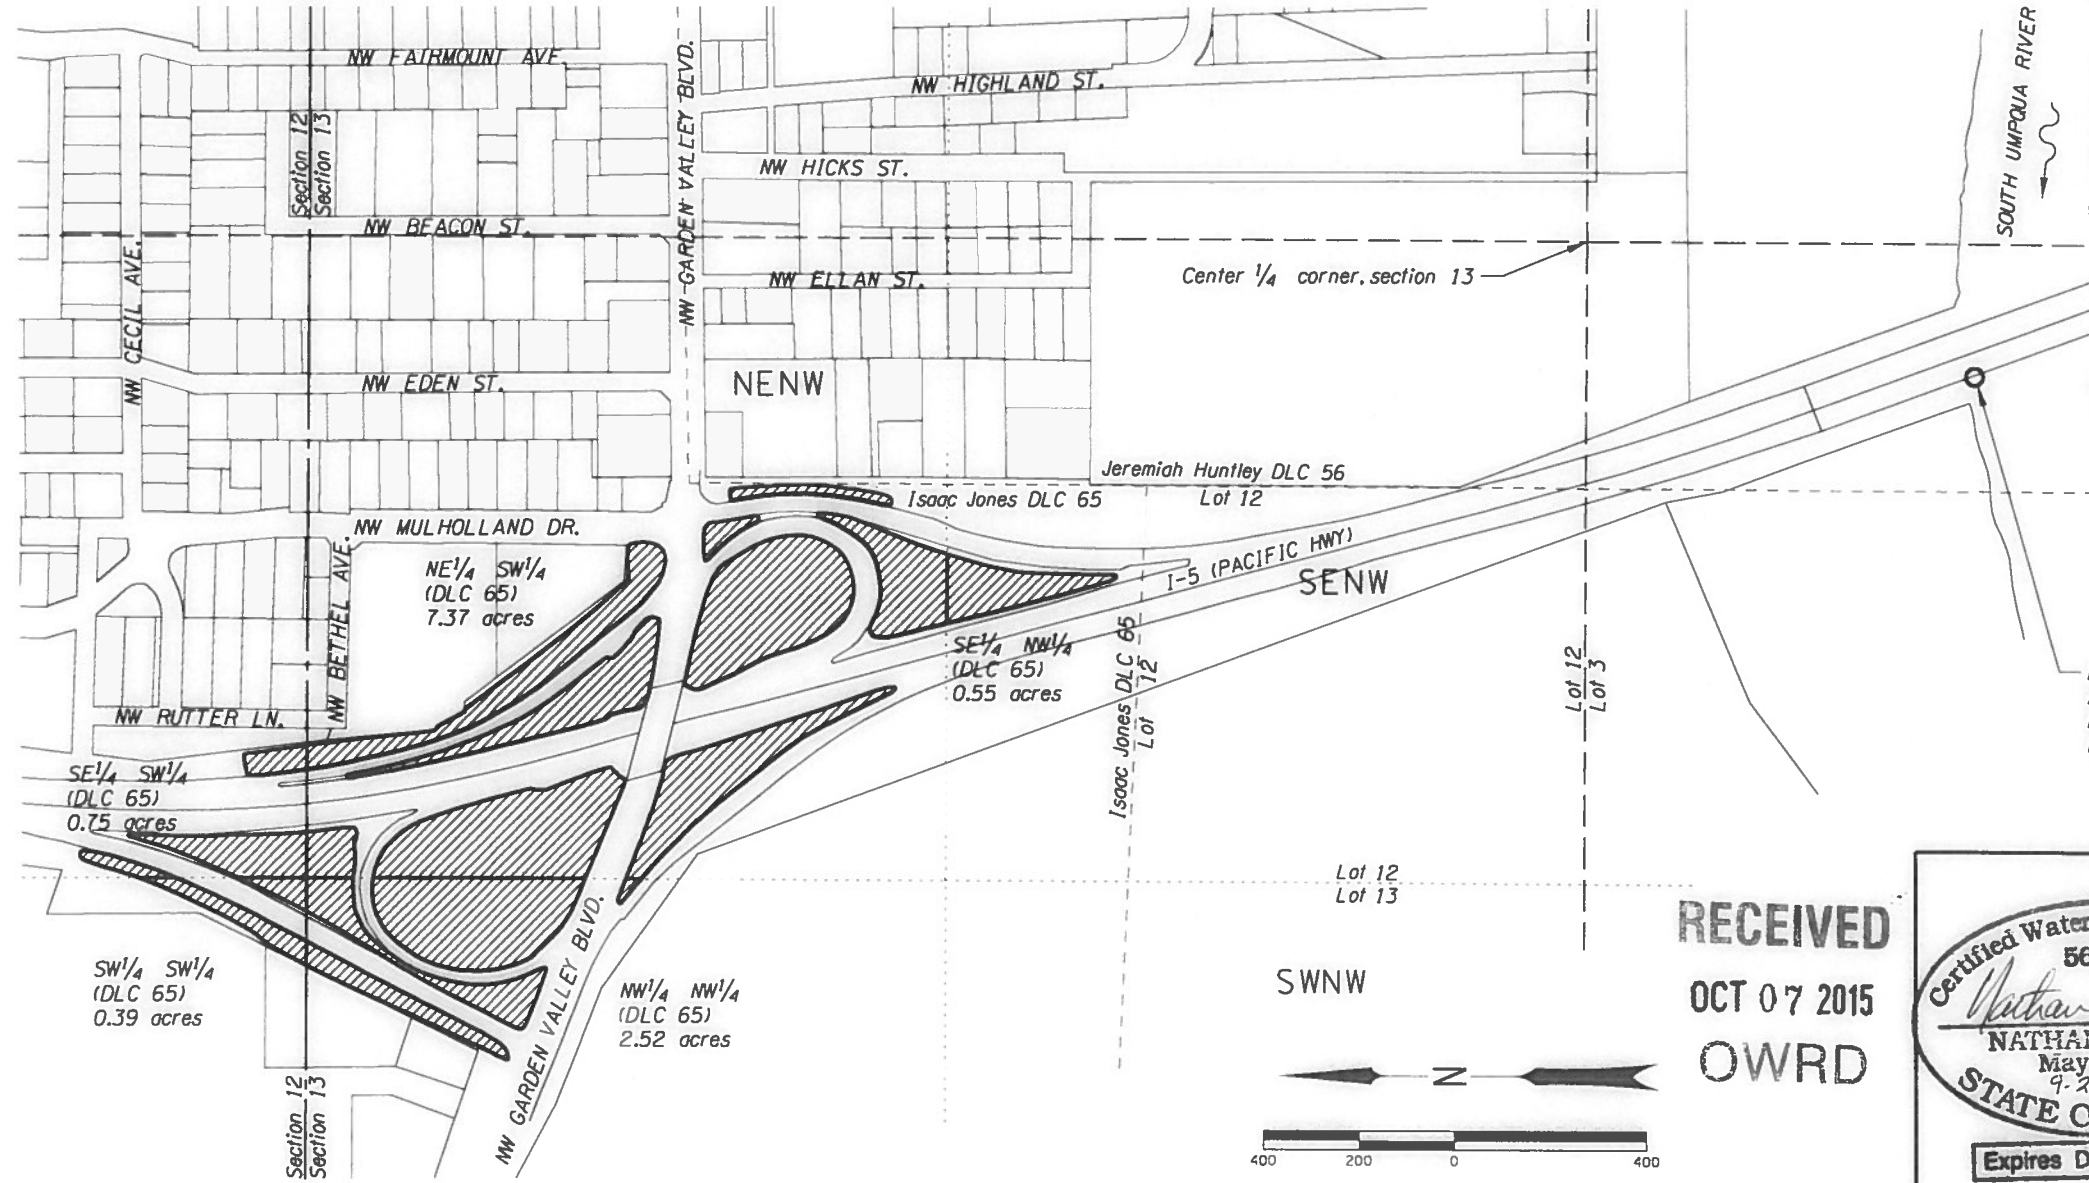 NW FAIRMOUNT AVE.
NW GARDEN VALLEY BLVD.
NW HIGHLAND ST.
SOUTH UMPQUA RIVER
Section 12
Section 13
NW HICKS ST.
NW BEACON ST.
NW CECIL AVE.
NW ELLAN ST.
Center 1/4 corner, section 13
NW EDEN ST.
NENW
Jeremiah Huntley DLC 56
Isaac Jones DLC 65
Lot 12
NW MULHOLLAND DR.
NW BETHEL AVE.
NE1/4 SW1/4
(DLC 65)
7.37 acres
I-5 (PACIFIC HWY)
SENW
SE1/4 NW1/4
(DLC 65)
0.55 acres
Isaac Jones DLC 65
Lot 12
Lot 12
Lot 3
NW RUTTER LN.
SE1/4 SW1/4
(DLC 65)
0.75 acres
Lot 12
Lot 13
SW1/4 SW1/4
(DLC 65)
0.39 acres
NW1/4 NW1/4
(DLC 65)
2.52 acres
NW GARDEN VALLEY BLVD.
SWNW
RECEIVED
OCT 07 2015
OWRD
Certified Water
56
NATHA
May
STATE O
Expires D
Section 12
Section 13
N
400 200 0 400